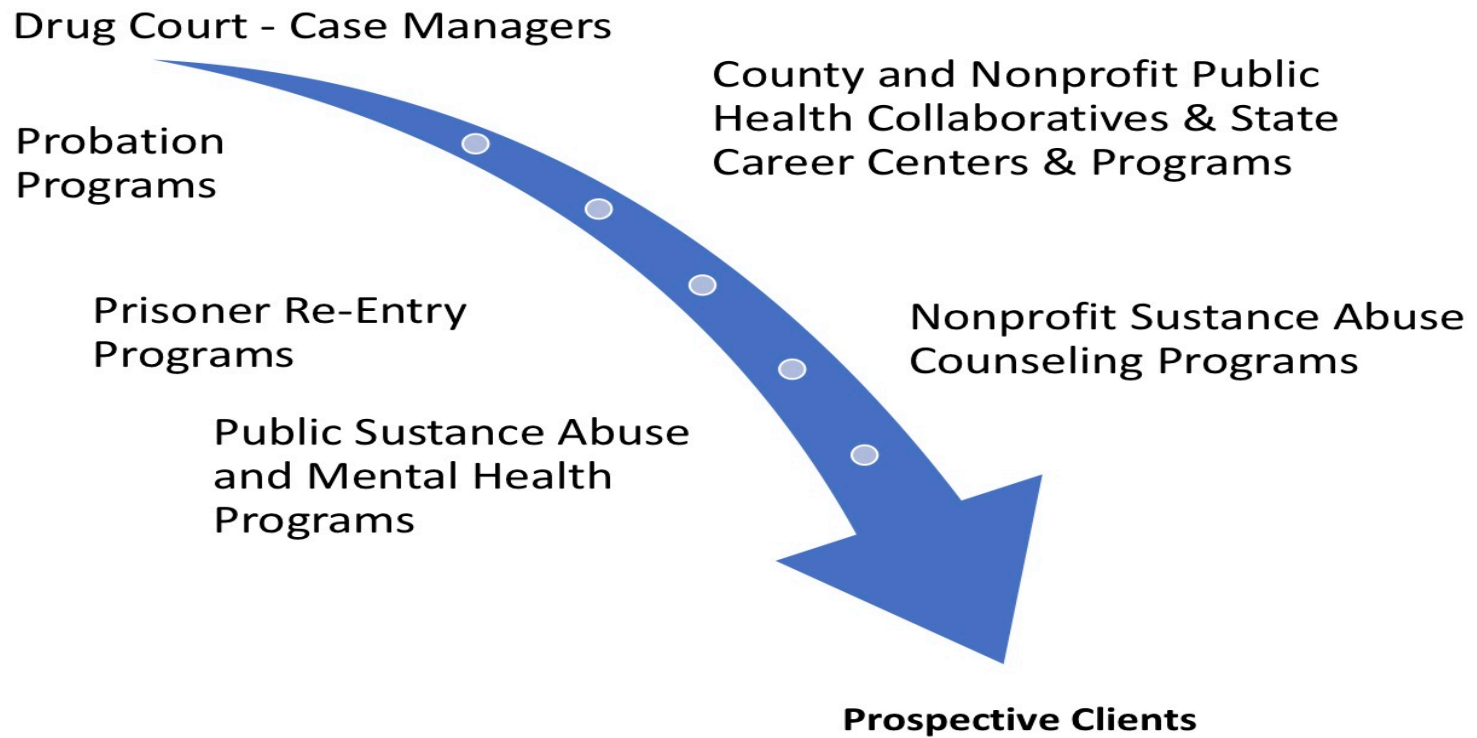 Drug Court - Case Managers
County and Nonprofit Public
Health Collaboratives & State
Career Centers & Programs
Probation
Programs
Prisoner Re-Entry
Programs
Nonprofit Sustance Abuse
Counseling Programs
Public Sustance Abuse
and Mental Health
Programs
Prospective Clients